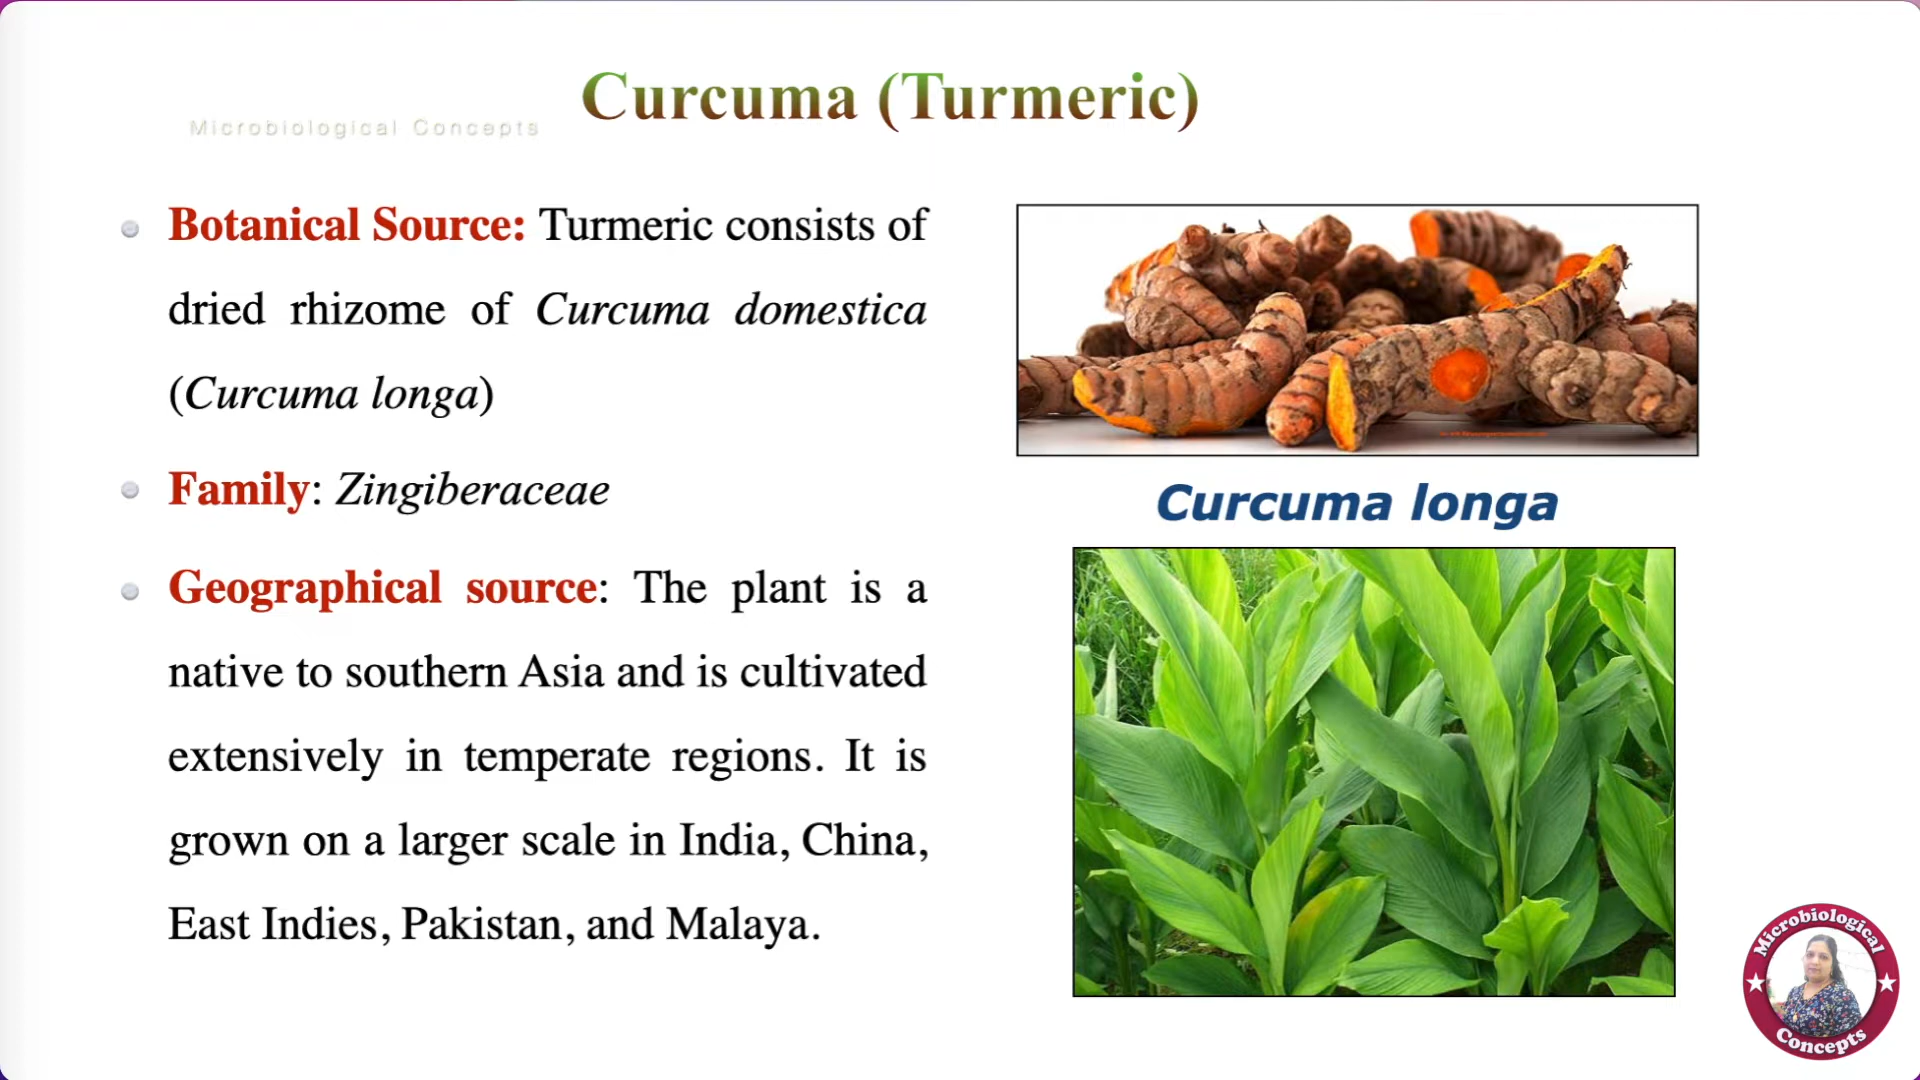 Curcuma (Turmeric)
Microbiological Concepts
Botanical Source: Turmeric consists of
dried rhizome of Curcuma domestica
(Curcuma longa)
Family: Zingiberaceae
Geographical source: The plant is a
native to southern Asia and is cultivated
extensively in temperate regions. It is
grown on a larger scale in India, China,
East Indies, Pakistan, and Malaya.
Curcuma longa
Microbiological
Concepts